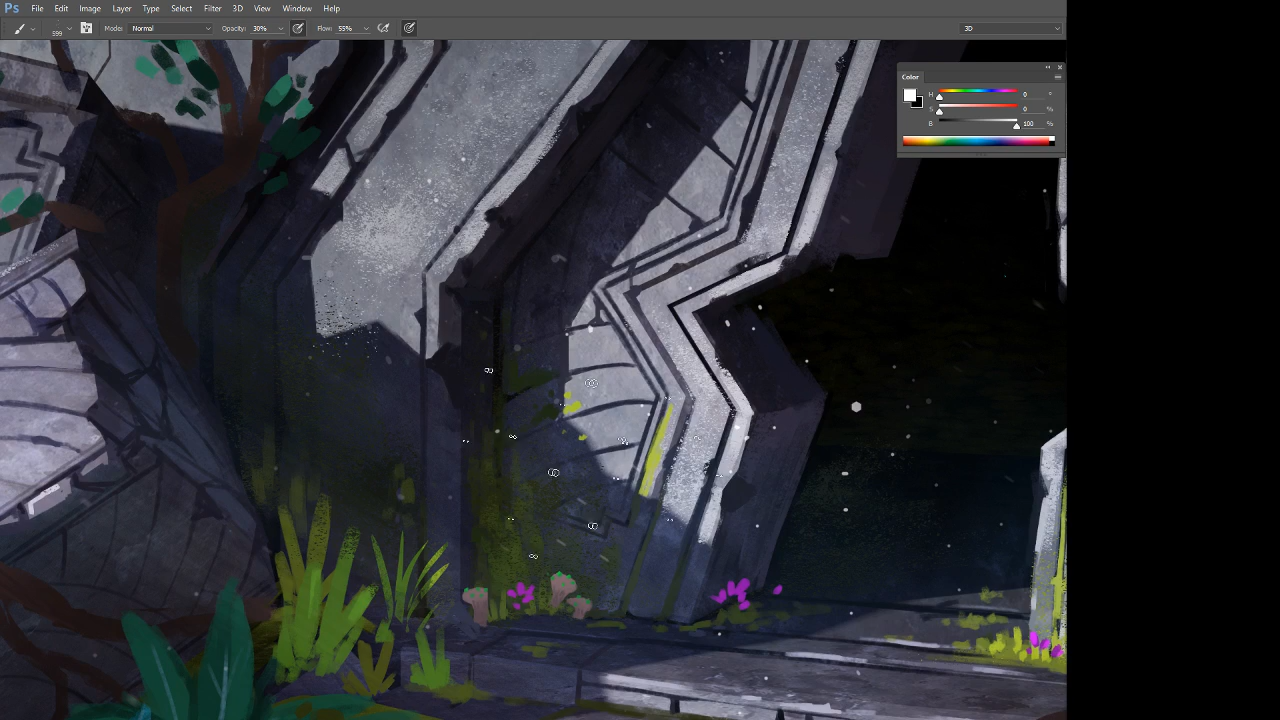 Ps File Edit Image Layer Type Select Filter 3D View Window Help
599 Mode: Normal Opacity: 30% Flow: 55% 3D
Color
H 0 °
S 0 %
B 100 %